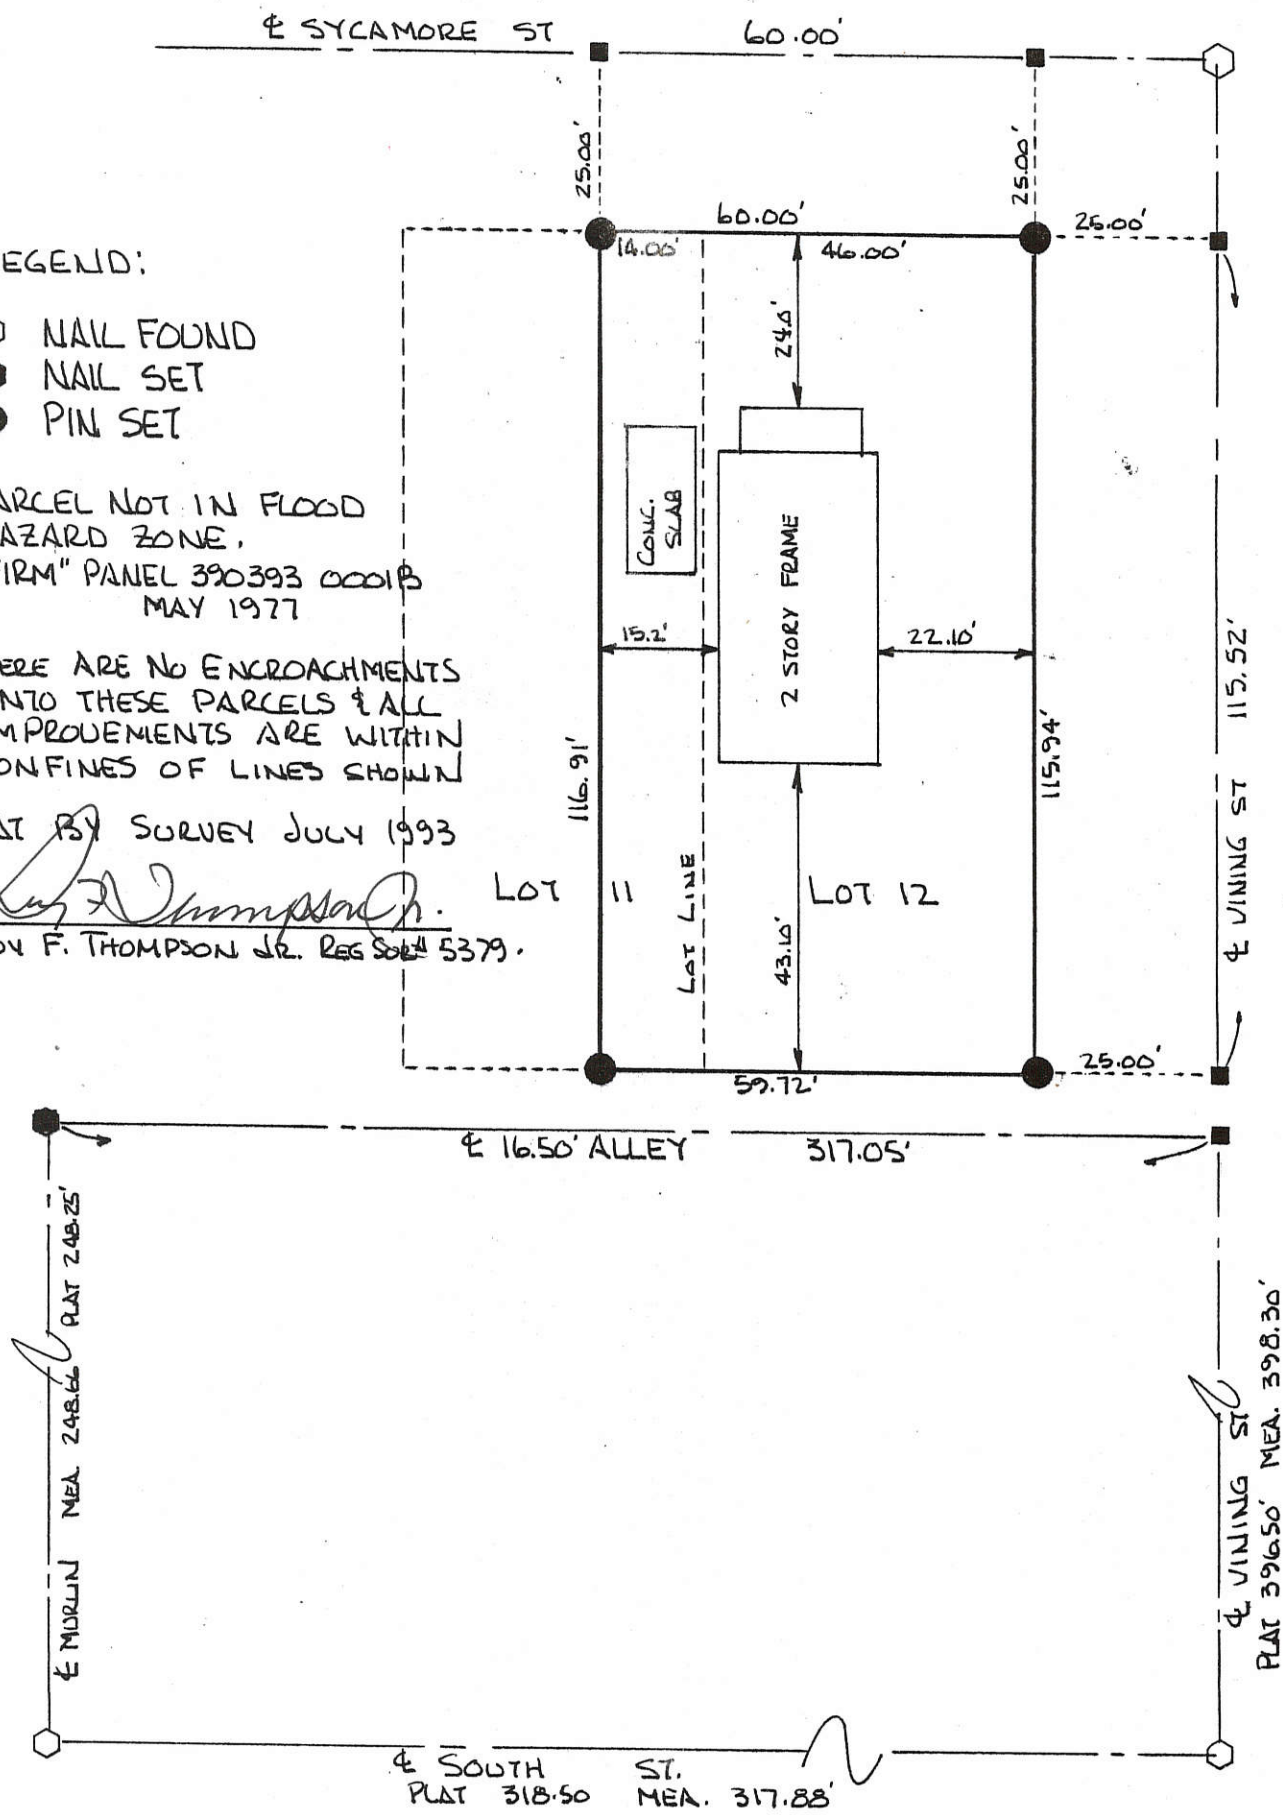 ℄ SYCAMORE ST
60.00'
25.00'
25.00'
60.00'
25.00'
14.00'
46.00'
24.0'
EGEND:
NAIL FOUND
NAIL SET
PIN SET
ARCEL NOT IN FLOOD
AZARD ZONE.
IRM" PANEL 390393 0001B
MAY 1977
ERE ARE NO ENCROACHMENTS
NTO THESE PARCELS & ALL
MPROVEMENTS ARE WITHIN
ONFINES OF LINES SHOWN
AT BY SURVEY JULY 1993
OY F. THOMPSON JR. REG SUR# 5379.
CONC.
SLAB
2 STORY FRAME
15.2'
22.10'
116.91'
115.94'
℄ VINING ST 115.52'
LOT 11
LOT LINE
LOT 12
43.10'
59.72'
25.00'
℄ 16.50' ALLEY 317.05'
℄ MURLIN MEA. 248.66 PLAT 248.25'
℄ VINING ST
PLAT 396.50' MEA. 398.30'
℄ SOUTH ST.
PLAT 318.50 MEA. 317.88'